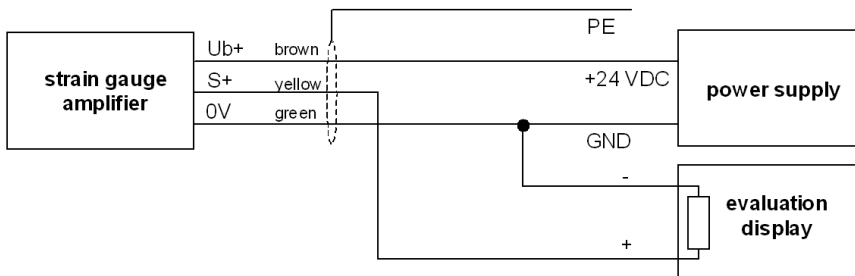 PE
Ub+ brown
strain gauge
amplifier
S+ yellow
+24 VDC
power supply
0V green
GND
-
evaluation
display
+